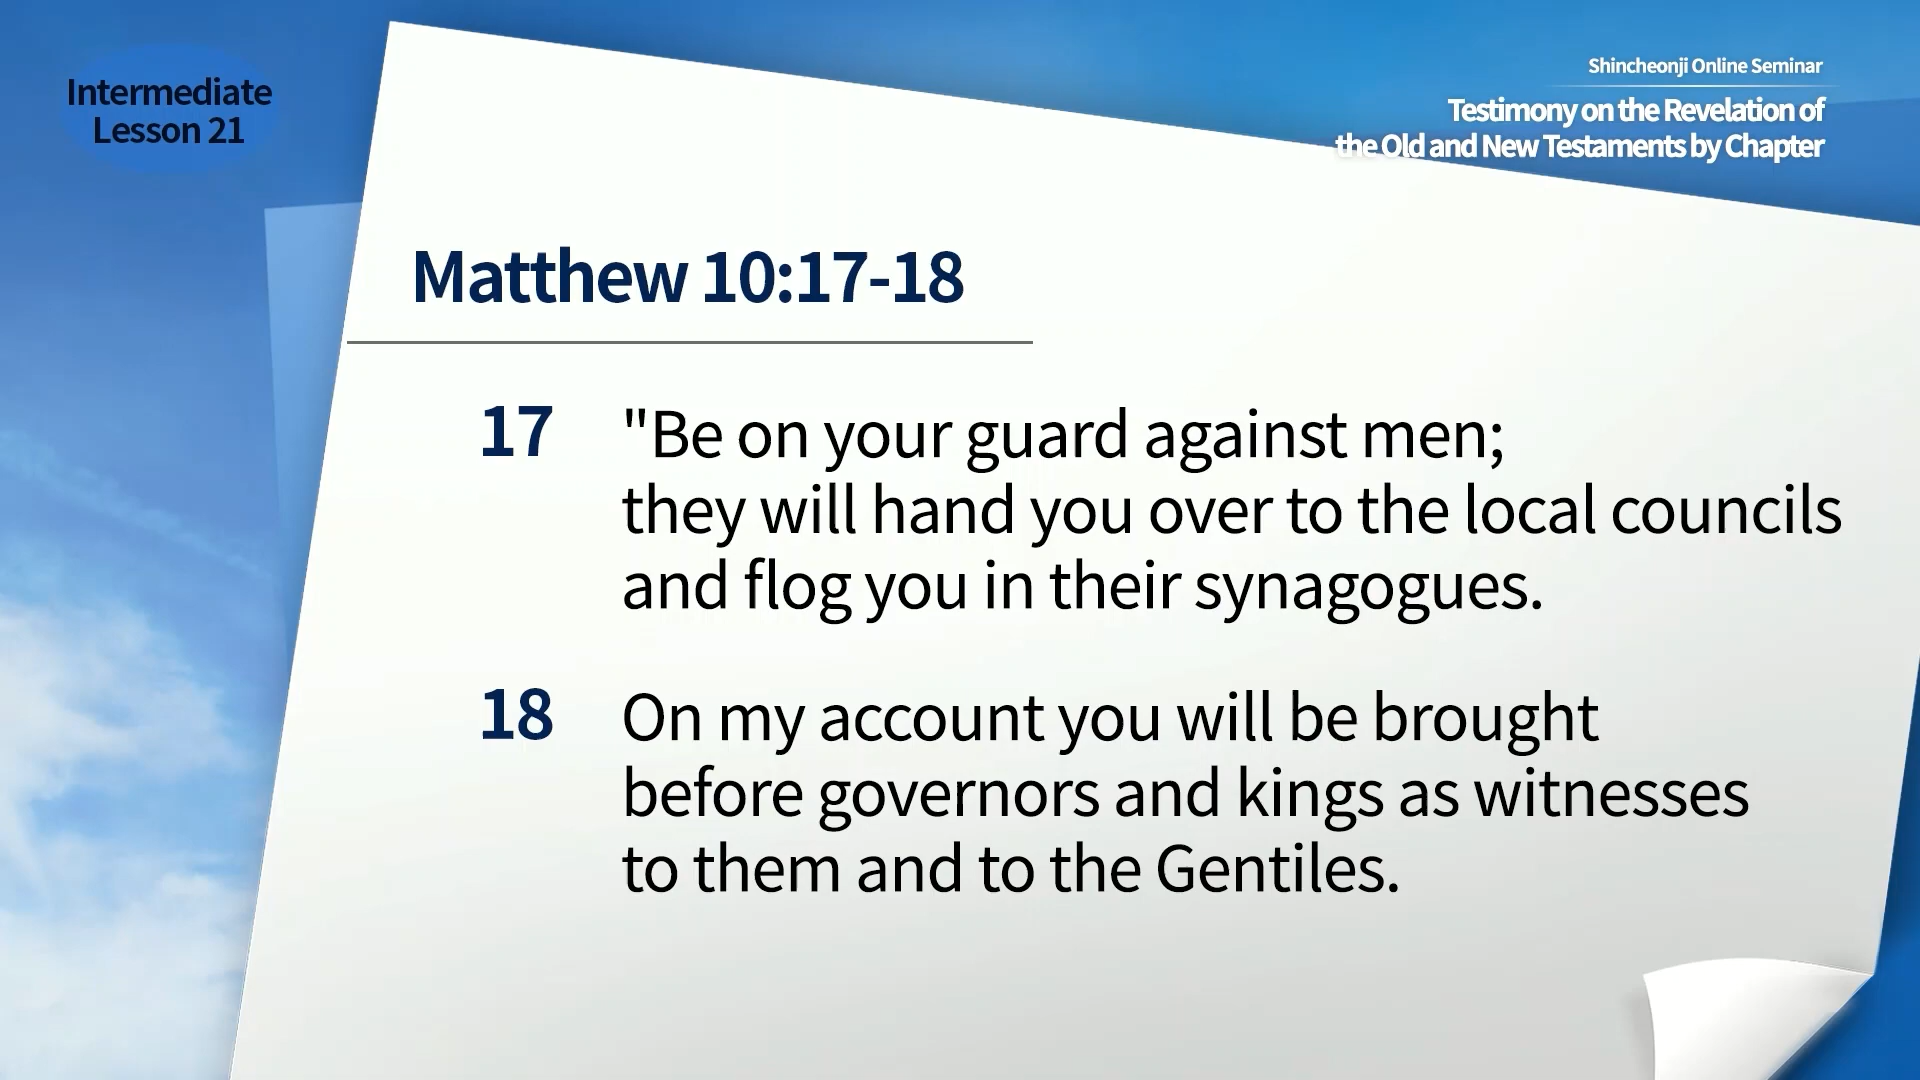 Intermediate
Lesson 21
Shincheonji Online Seminar
Testimony on the Revelation of
the Old and New Testaments by Chapter
Matthew 10:17-18
17 "Be on your guard against men;
they will hand you over to the local councils
and flog you in their synagogues.
18 On my account you will be brought
before governors and kings as witnesses
to them and to the Gentiles.